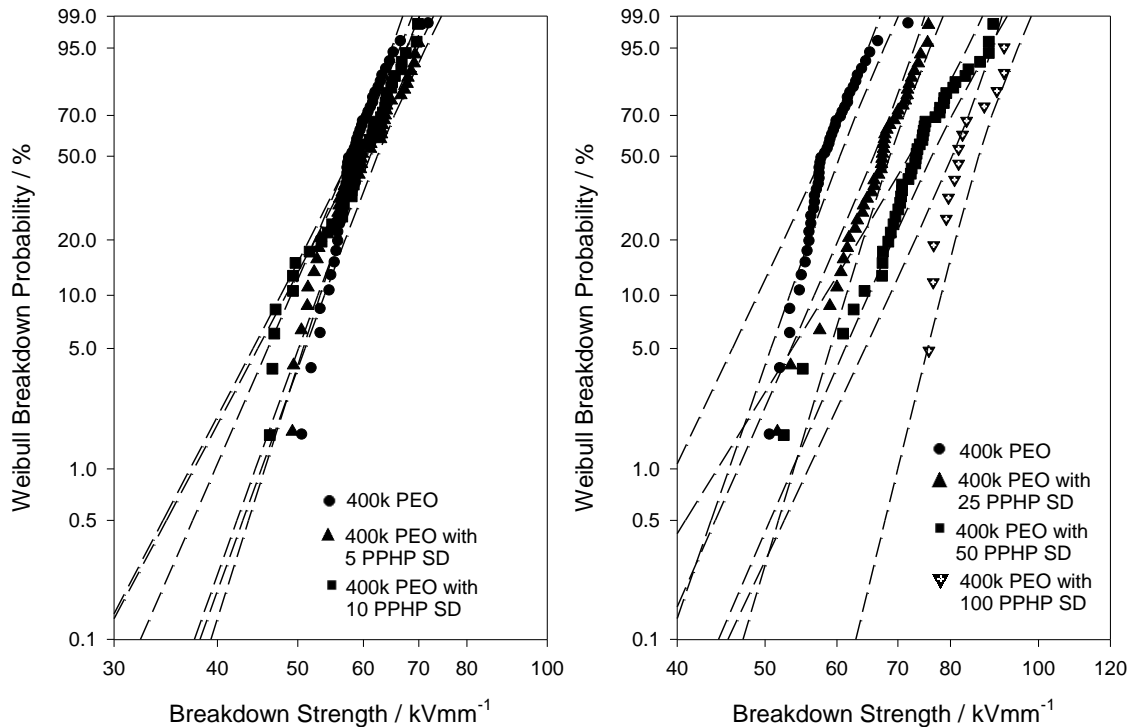 Weibull Breakdown Probability / %
99.0
95.0
70.0
50.0
20.0
10.0
5.0
1.0
0.5
0.1
400k PEO
400k PEO with
5 PPHP SD
400k PEO with
10 PPHP SD
30
40
50
60
70
80
100
Breakdown Strength / kVmm⁻¹
Weibull Breakdown Probability / %
99.0
95.0
70.0
50.0
20.0
10.0
5.0
1.0
0.5
0.1
400k PEO
400k PEO with
25 PPHP SD
400k PEO with
50 PPHP SD
400k PEO with
100 PPHP SD
40
50
60
70
80
100
120
Breakdown Strength / kVmm⁻¹